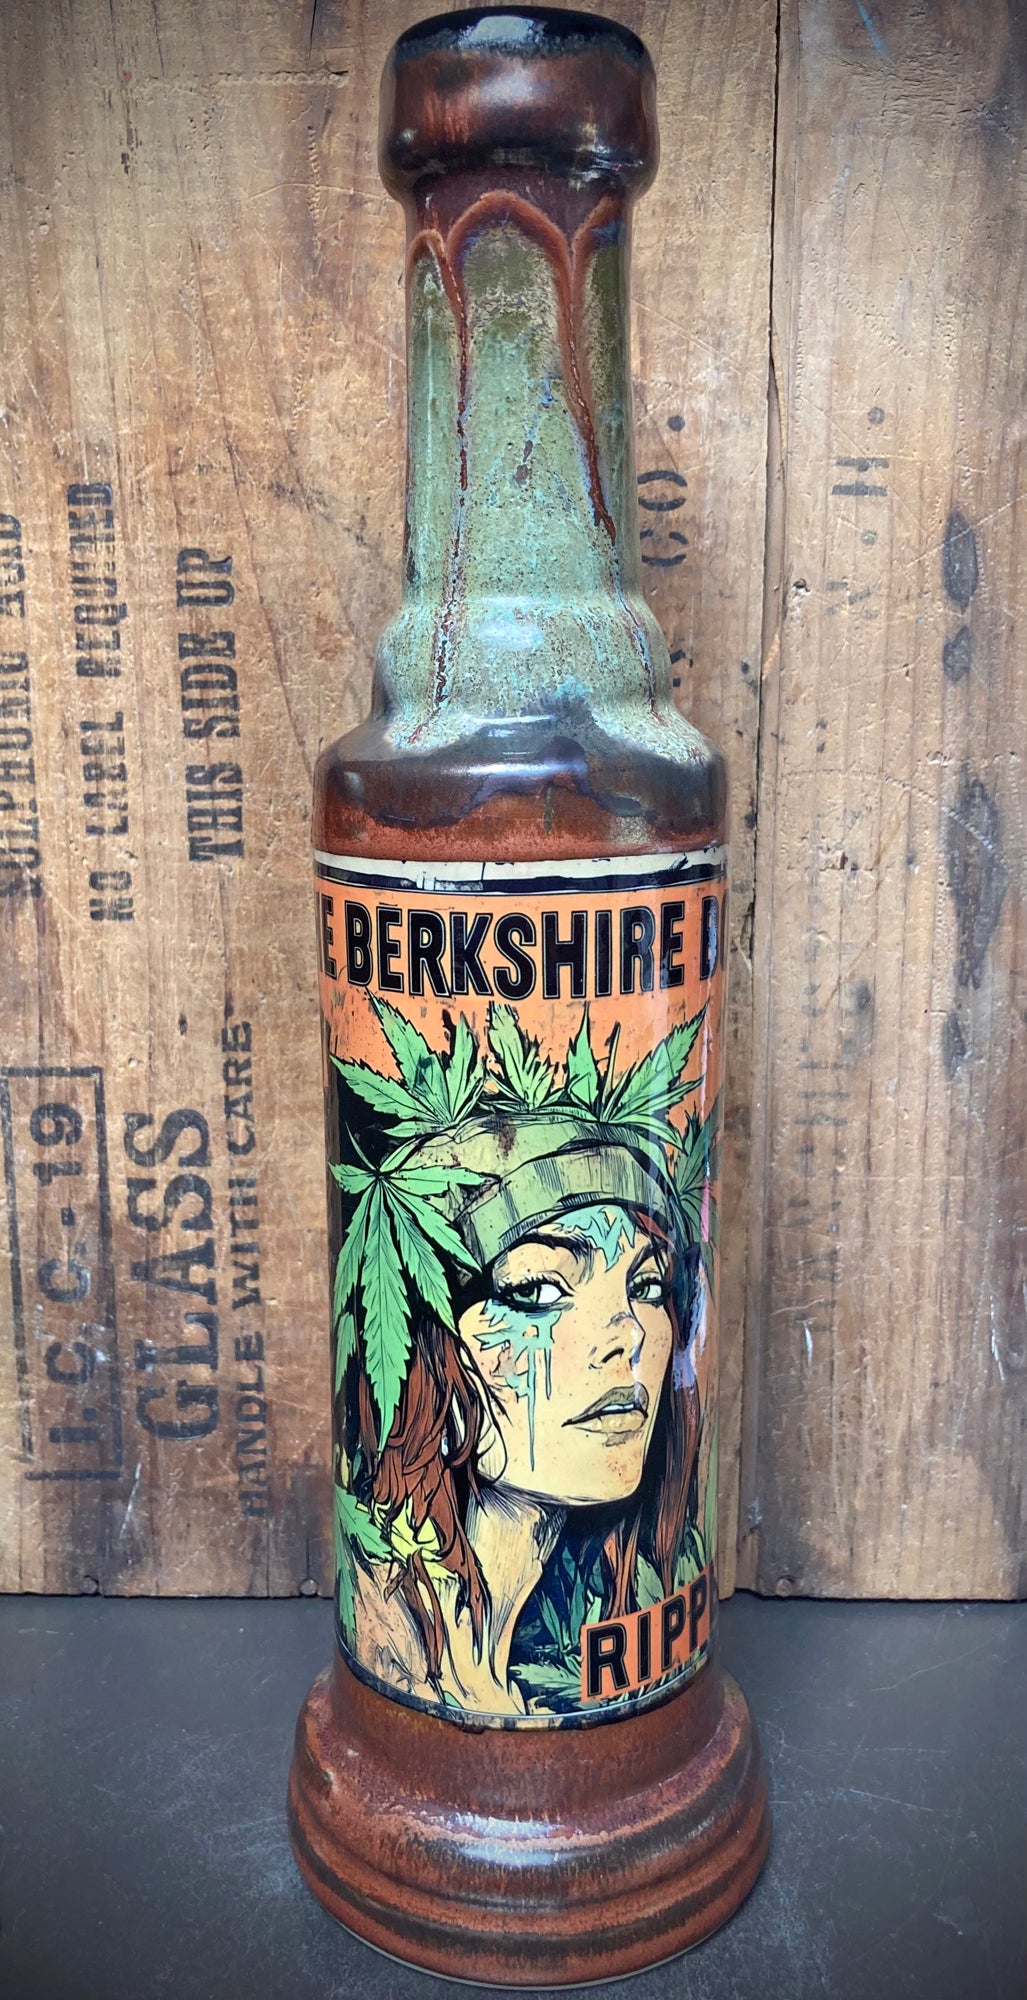 E BERKSHIRE D
RIPP
SULPHURIC ACID
NO LABEL REQUIRED
THIS SIDE UP
I. C. C. -19
GLASS
HANDLE WITH CARE
CO.
N. H.